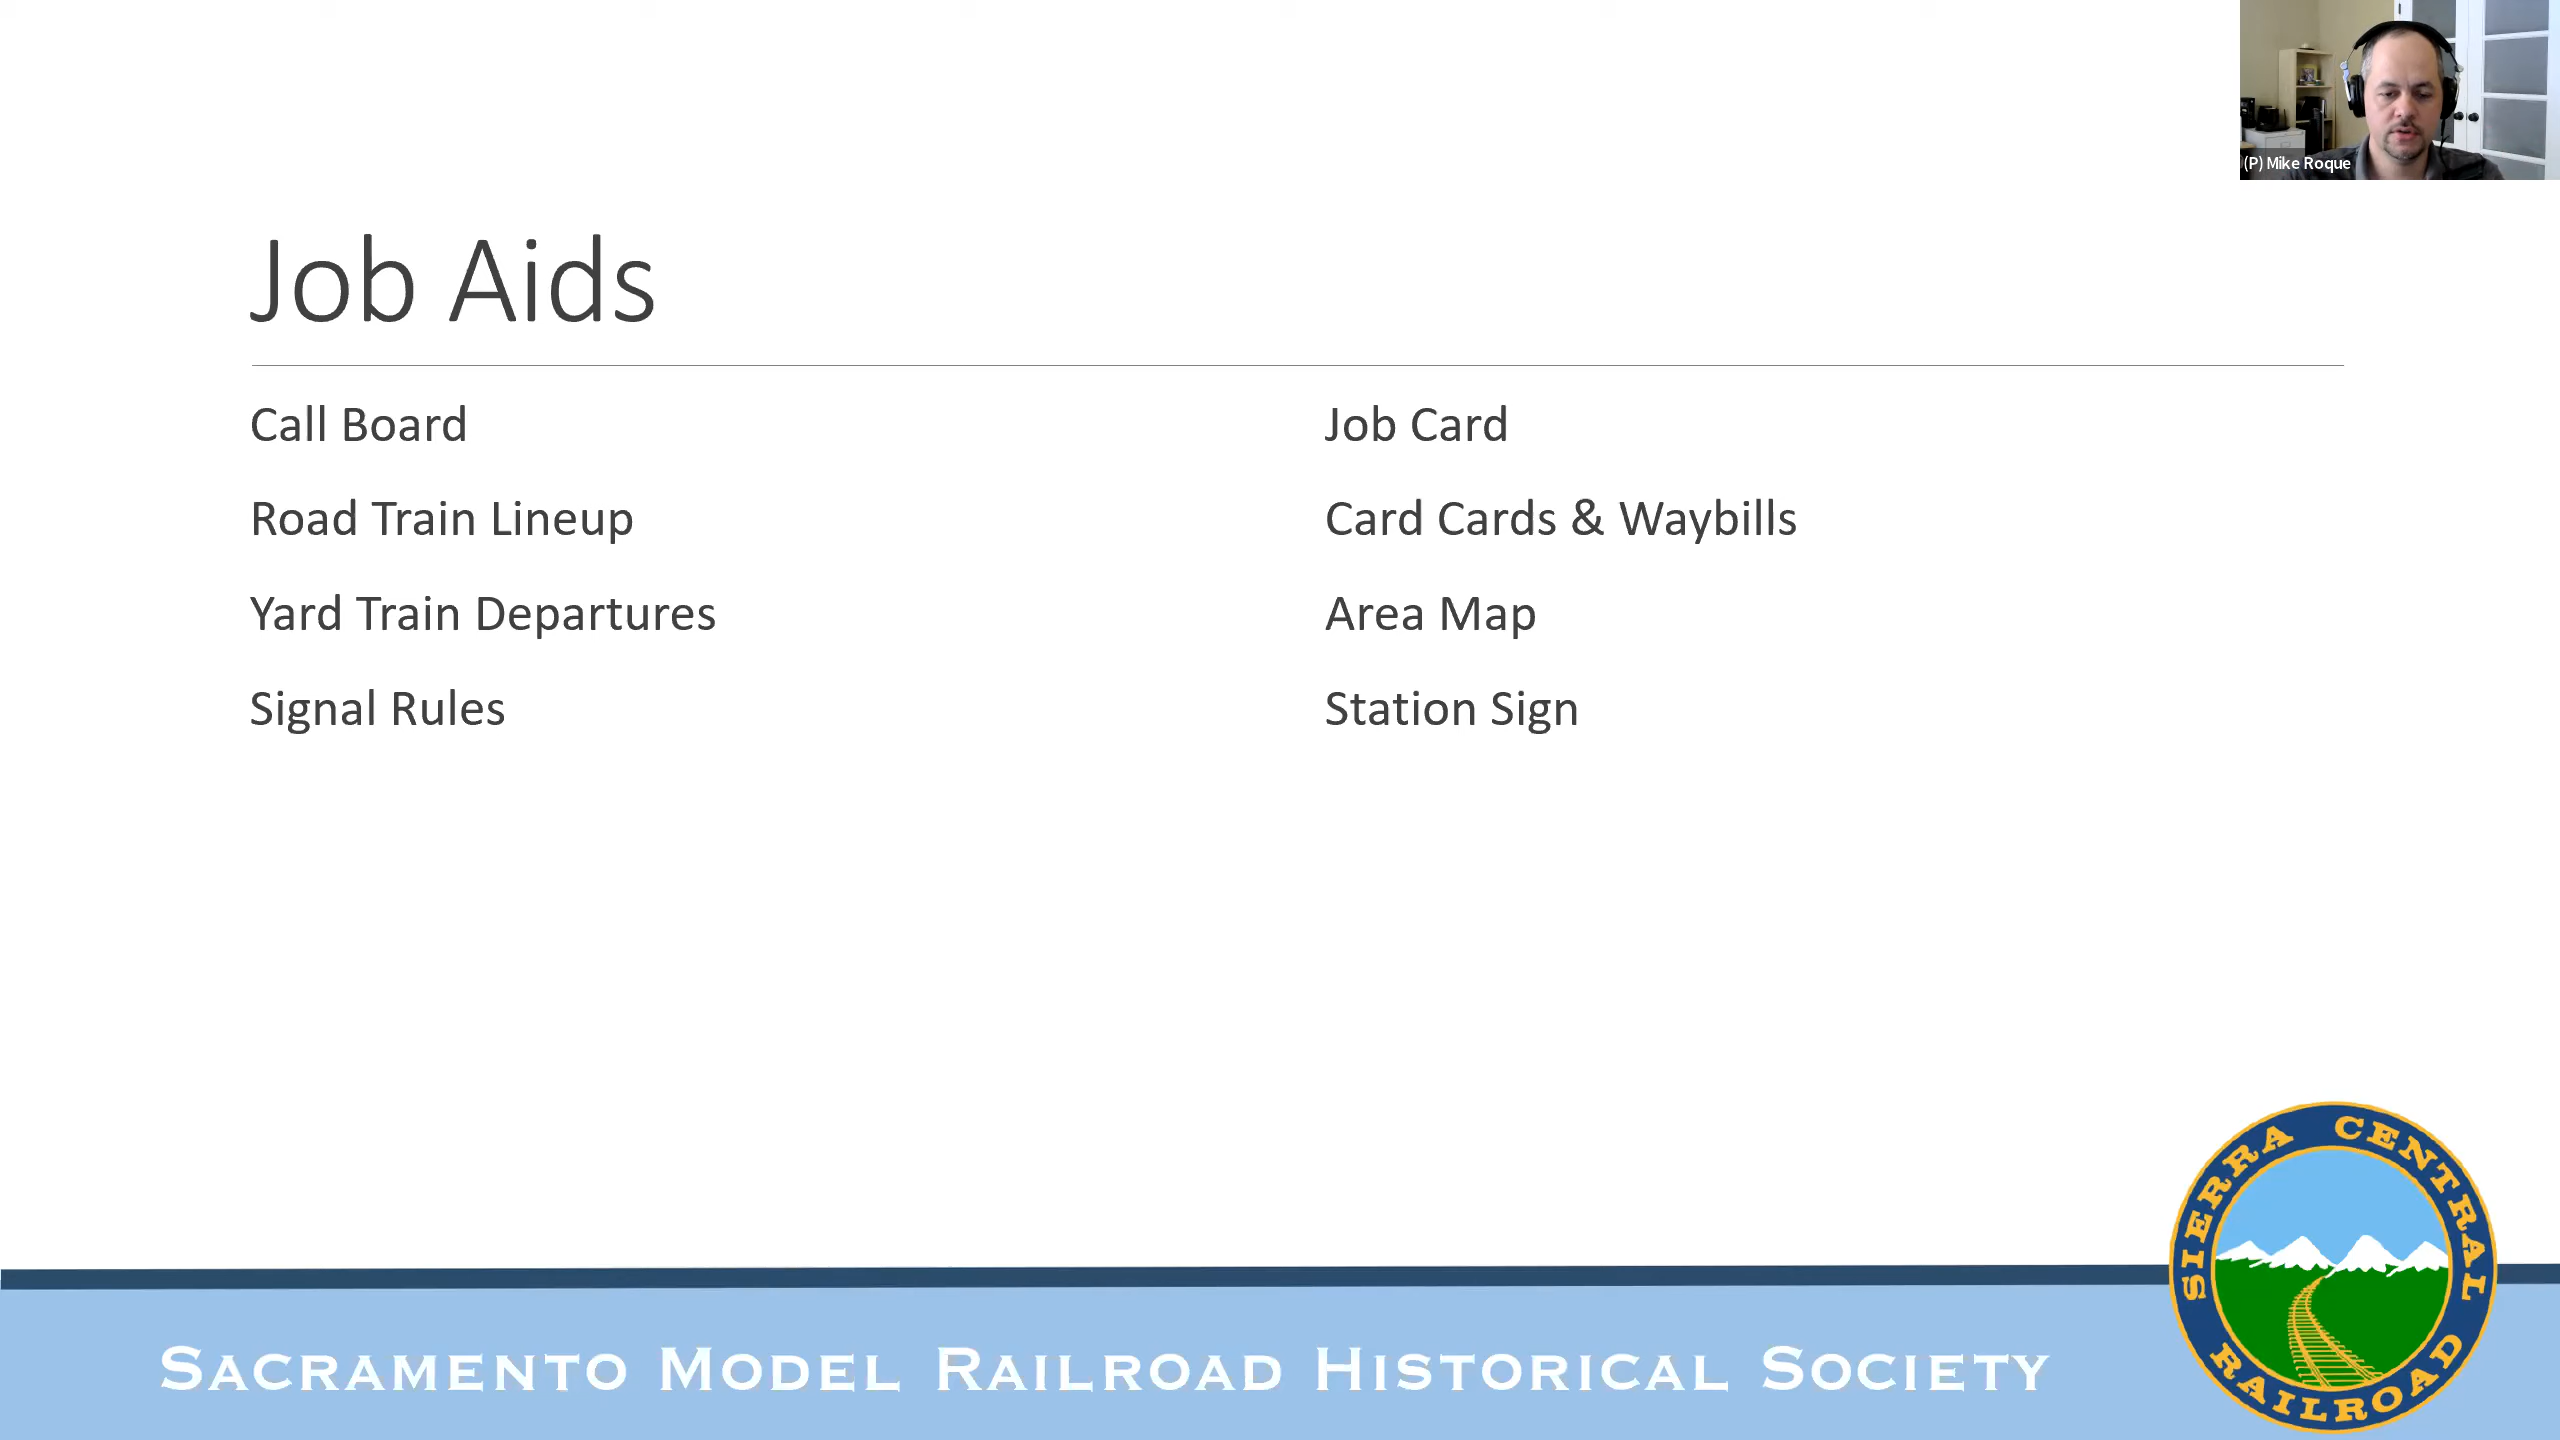 (P) Mike Roque
Job Aids
Call Board
Road Train Lineup
Yard Train Departures
Signal Rules
Job Card
Card Cards & Waybills
Area Map
Station Sign
SACRAMENTO MODEL RAILROAD HISTORICAL SOCIETY
SIERRA CENTRAL
RAILROAD